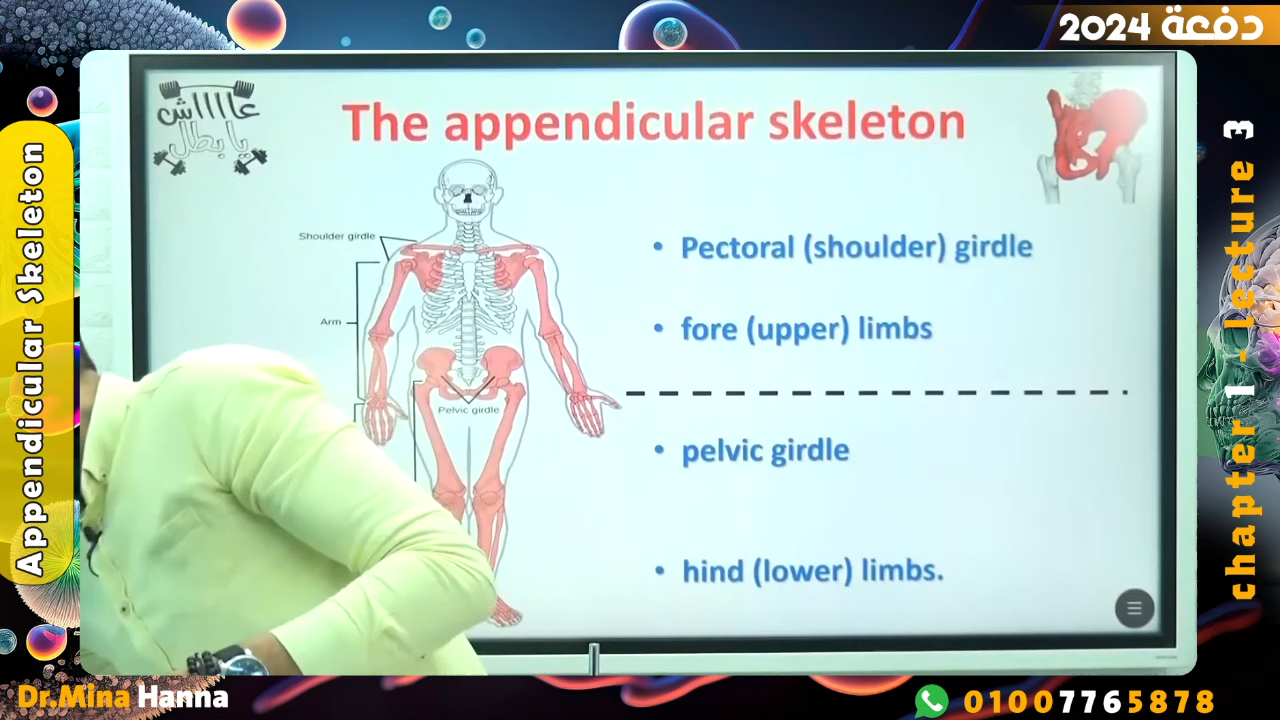 دفعة 2024
Appendicular Skeleton
عااااش
يا بطل
The appendicular skeleton
Shoulder girdle
Arm
Pelvic girdle
• Pectoral (shoulder) girdle
• fore (upper) limbs
• pelvic girdle
• hind (lower) limbs.
chapter 1 - lecture 3
Dr.Mina Hanna
01007765878